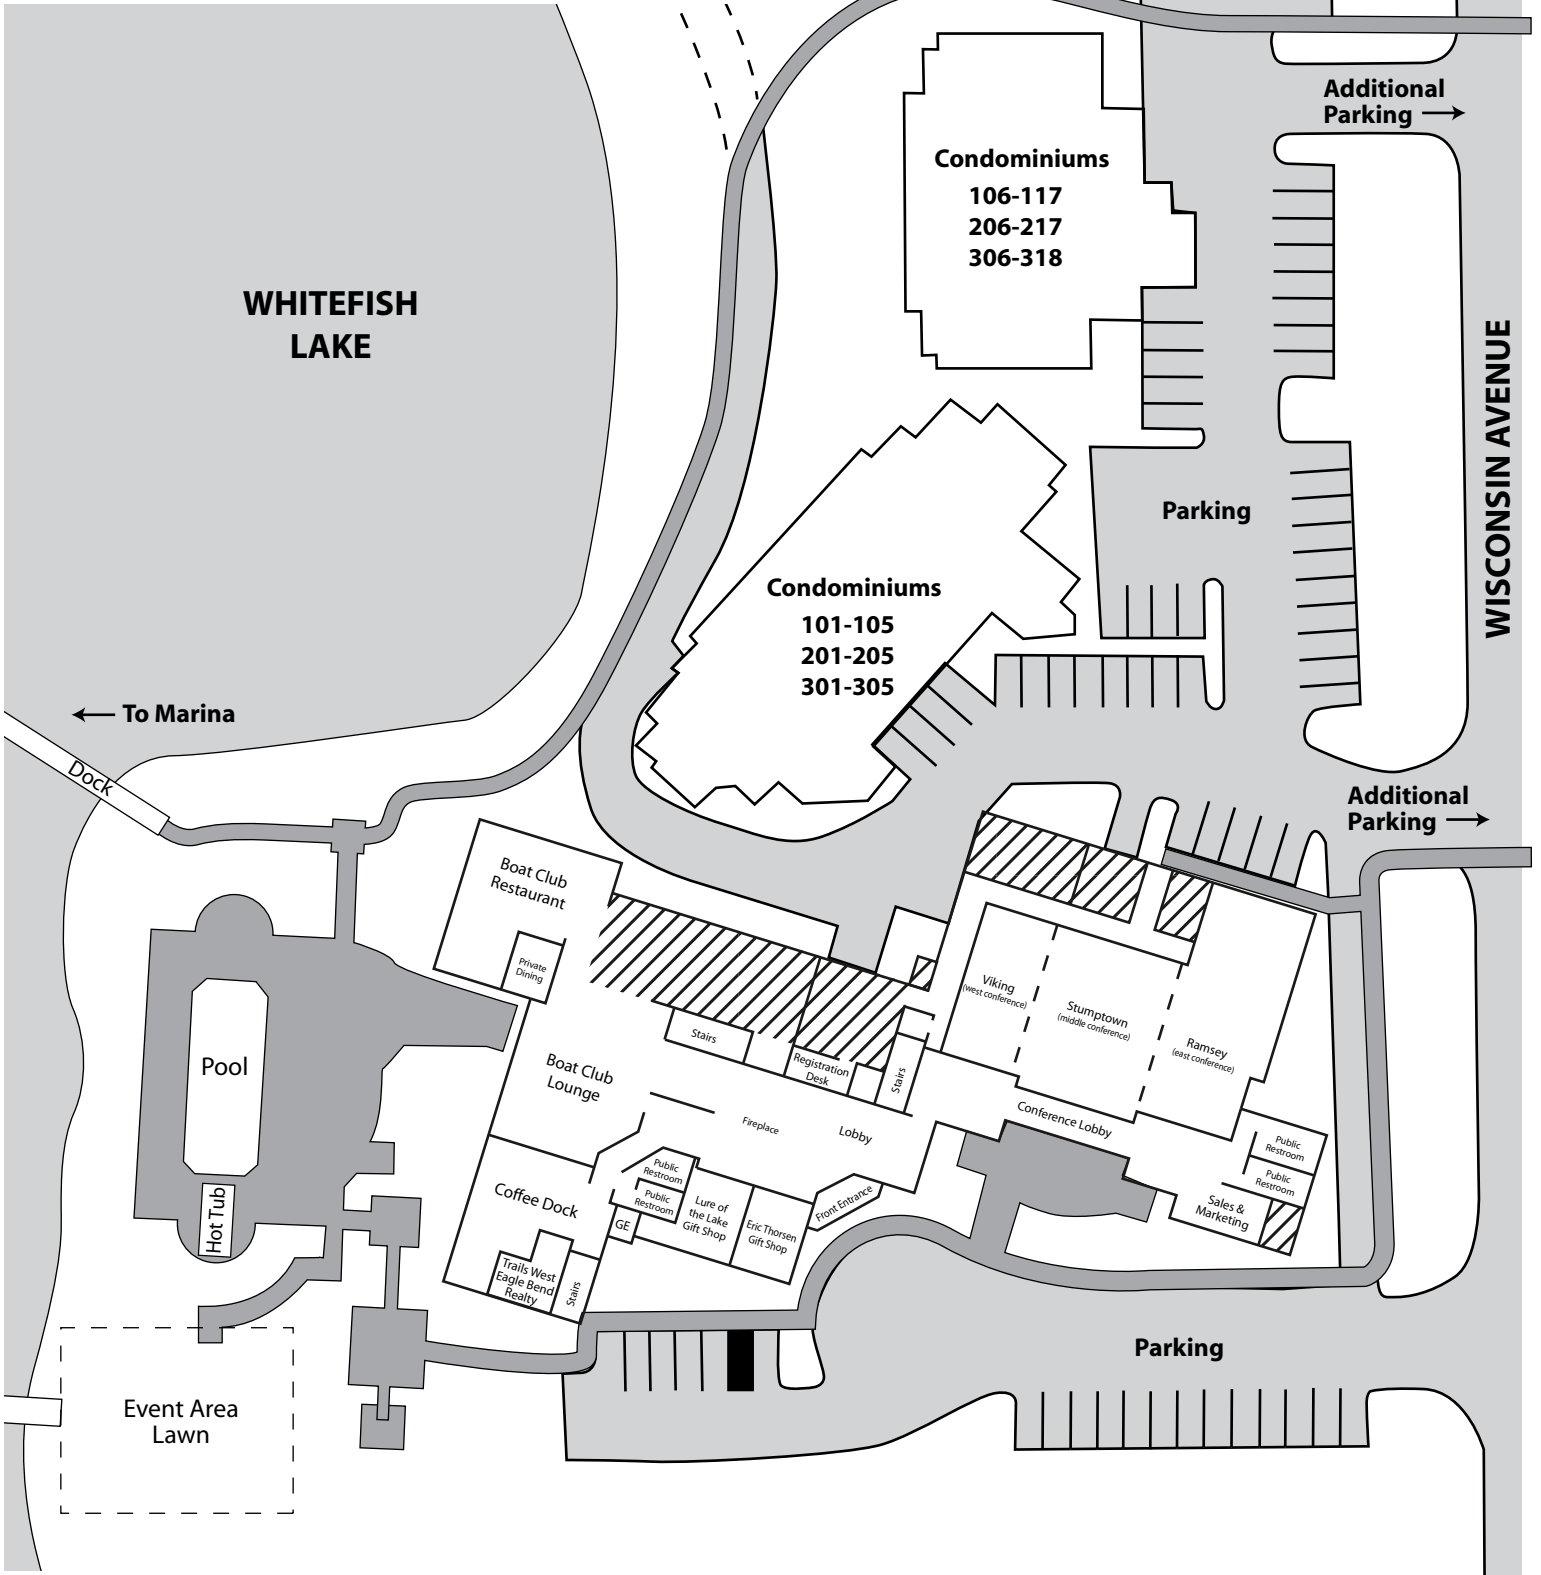 Additional
Parking
Condominiums
106-117
206-217
306-318
WHITEFISH
LAKE
WISCONSIN AVENUE
Parking
Condominiums
101-105
201-205
301-305
To Marina
Dock
Additional
Parking
Boat Club
Restaurant
Private
Dining
Viking
(west conference)
Stumptown
(middle conference)
Ramsey
(east conference)
Stairs
Registration
Desk
Stairs
Pool
Boat Club
Lounge
Fireplace
Lobby
Conference Lobby
Public
Restroom
Public
Restroom
Public
Restroom
Public
Restroom
Coffee Dock
Lure of
the Lake
Gift Shop
Eric Thorsen
Gift Shop
Front Entrance
Sales &
Marketing
GE
Hot Tub
Trails West
Eagle Bend
Realty
Stairs
Parking
Event Area
Lawn